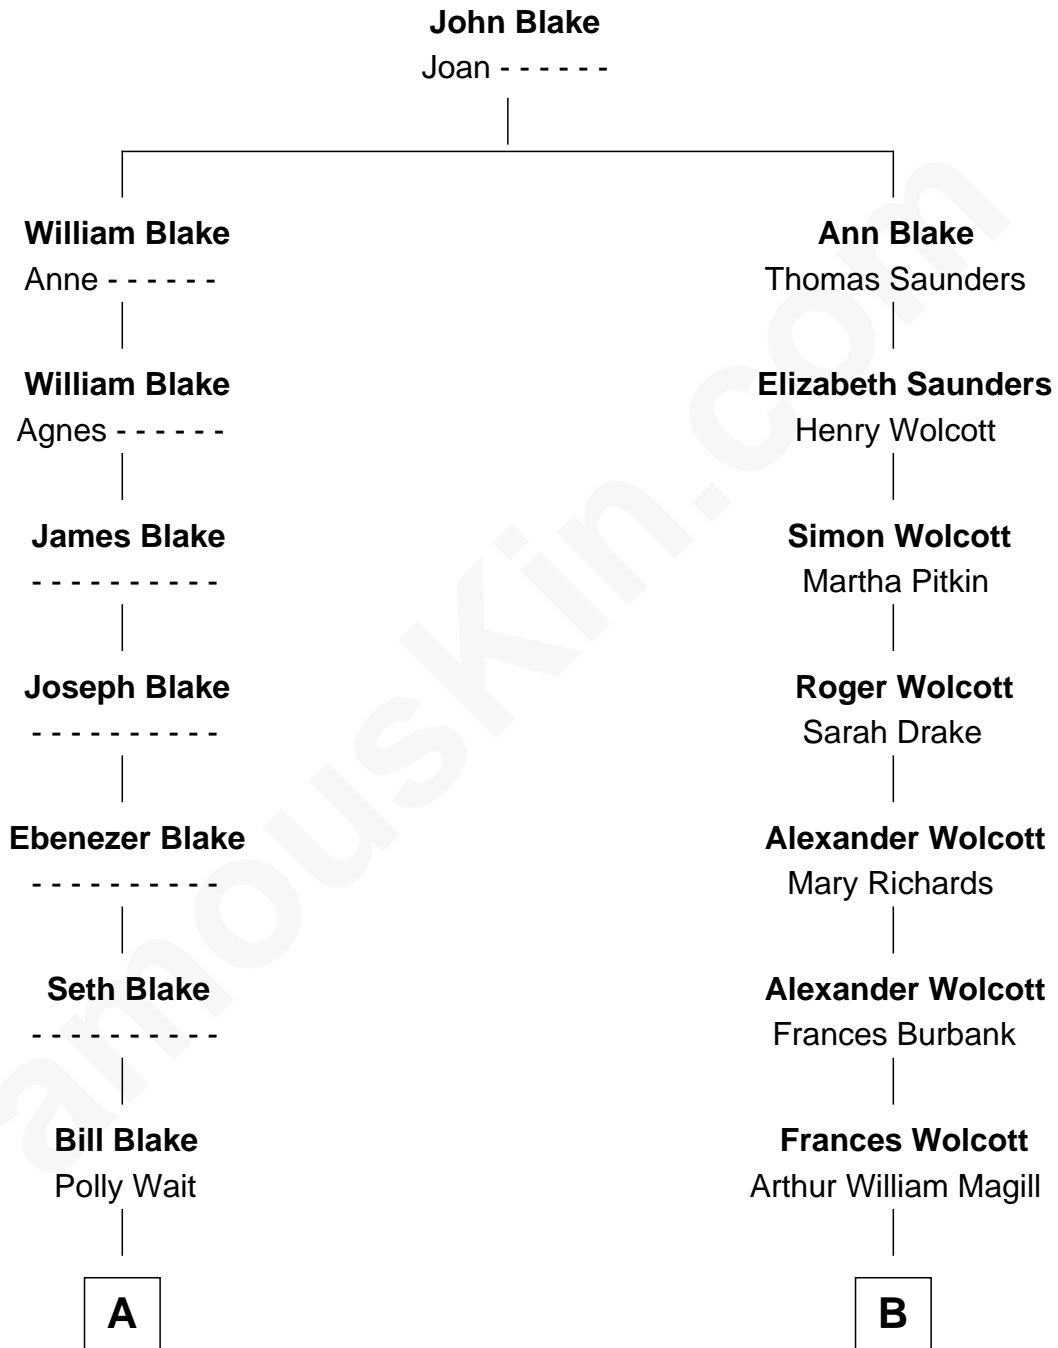 John Blake
Joan - - - - - -
William Blake
Anne - - - - - -
William Blake
Agnes - - - - - -
James Blake
- - - - - - - - - -
Joseph Blake
- - - - - - - - - -
Ebenezer Blake
- - - - - - - - - -
Seth Blake
- - - - - - - - - -
Bill Blake
Polly Wait
A
Ann Blake
Thomas Saunders
Elizabeth Saunders
Henry Wolcott
Simon Wolcott
Martha Pitkin
Roger Wolcott
Sarah Drake
Alexander Wolcott
Mary Richards
Alexander Wolcott
Frances Burbank
Frances Wolcott
Arthur William Magill
B
amousKin.com